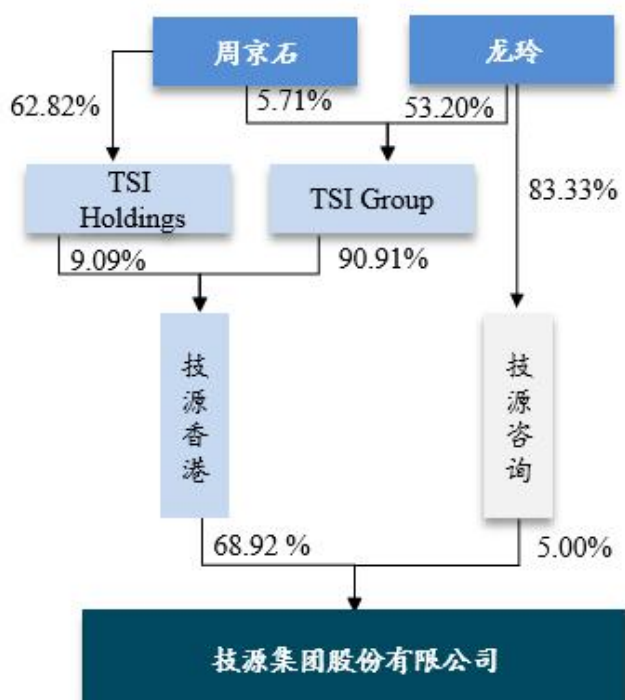 周京石
龙玲
62.82%
5.71%
53.20%
83.33%
TSI
Holdings
TSI Group
9.09%
90.91%
技
源
香
港
技
源
咨
询
68.92 %
5.00%
技源集团股份有限公司